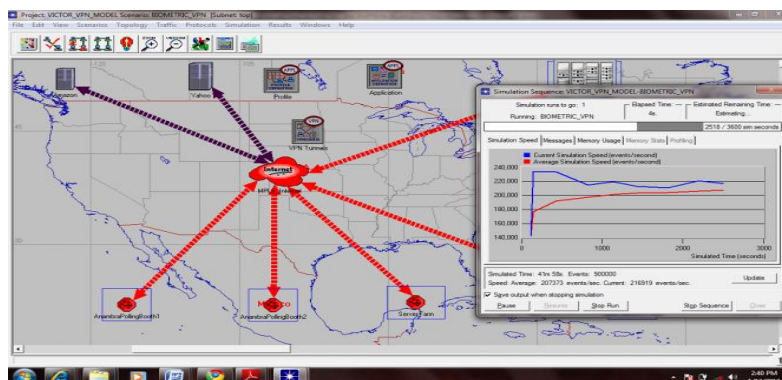 Project: VICTOR_VPN_MODEL Scenario: BIOMETRIC_VPN [Subnet: top]
File Edit View Scenarios Topology Traffic Protocols Simulation Results Windows Help
Amazon
Yahoo
Profile
Application
VPN Tunnels
Internet
AnambraPollingBooth1
AnambraPollingBooth2
ServerFarm
Simulation Sequence: VICTOR_VPN_MODEL-BIOMETRIC_VPN
Simulation runs to go: 1
Running: BIOMETRIC_VPN
Elapsed Time: —
4s.
Estimated Remaining Time: —
Estimating...
2518 / 3600 sim seconds
Simulation Speed Messages Memory Usage Memory Stats Profiling
Current Simulation Speed (events/second)
Average Simulation Speed (events/second)
240,000
220,000
200,000
180,000
160,000
140,000
0 1000 2000 3000
Simulated Time (seconds)
Simulated Time: 41m 58s. Events: 900000
Speed: Average: 207373 events/sec. Current: 216919 events/sec.
Update
Save output when stopping simulation
Pause Resume Stop Run Stop Sequence Close
2:40 PM